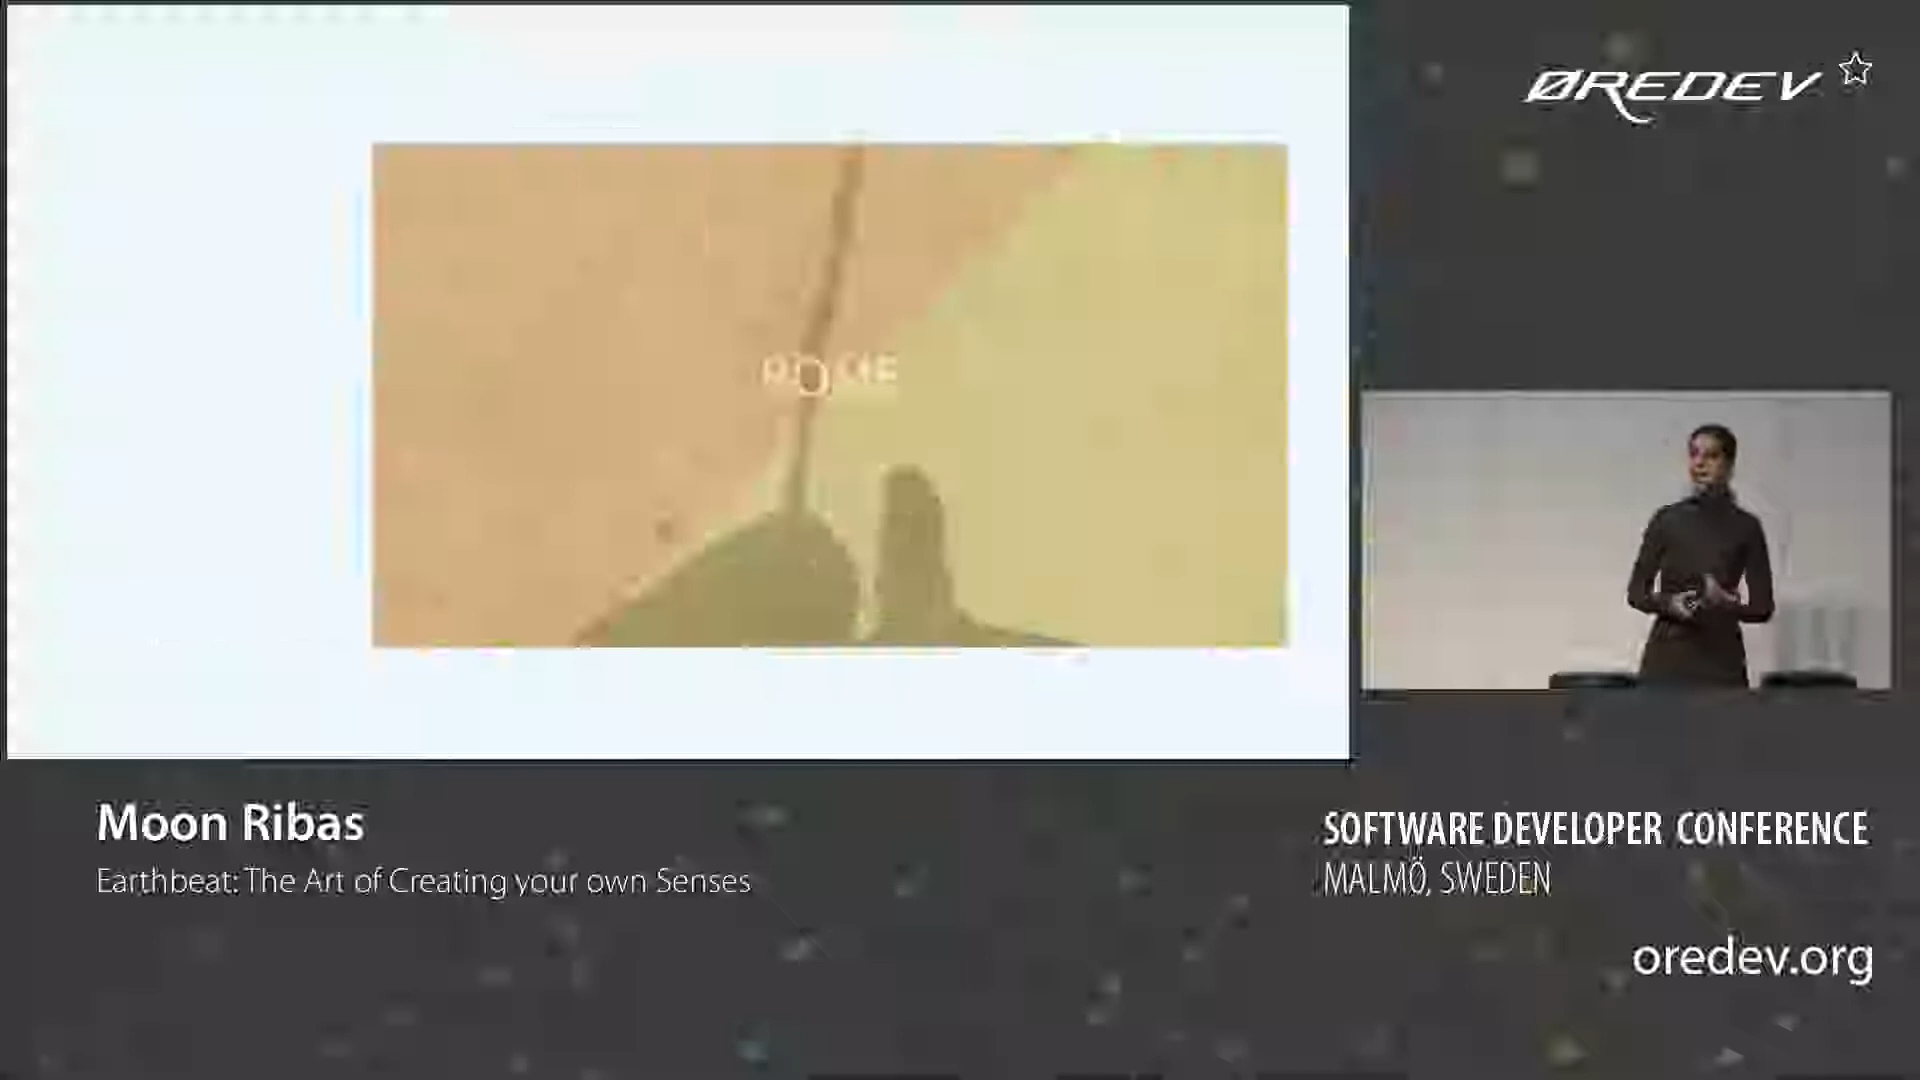 ØREDEV
Moon Ribas
Earthbeat: The Art of Creating your own Senses
SOFTWARE DEVELOPER CONFERENCE
MALMÖ, SWEDEN
oredev.org